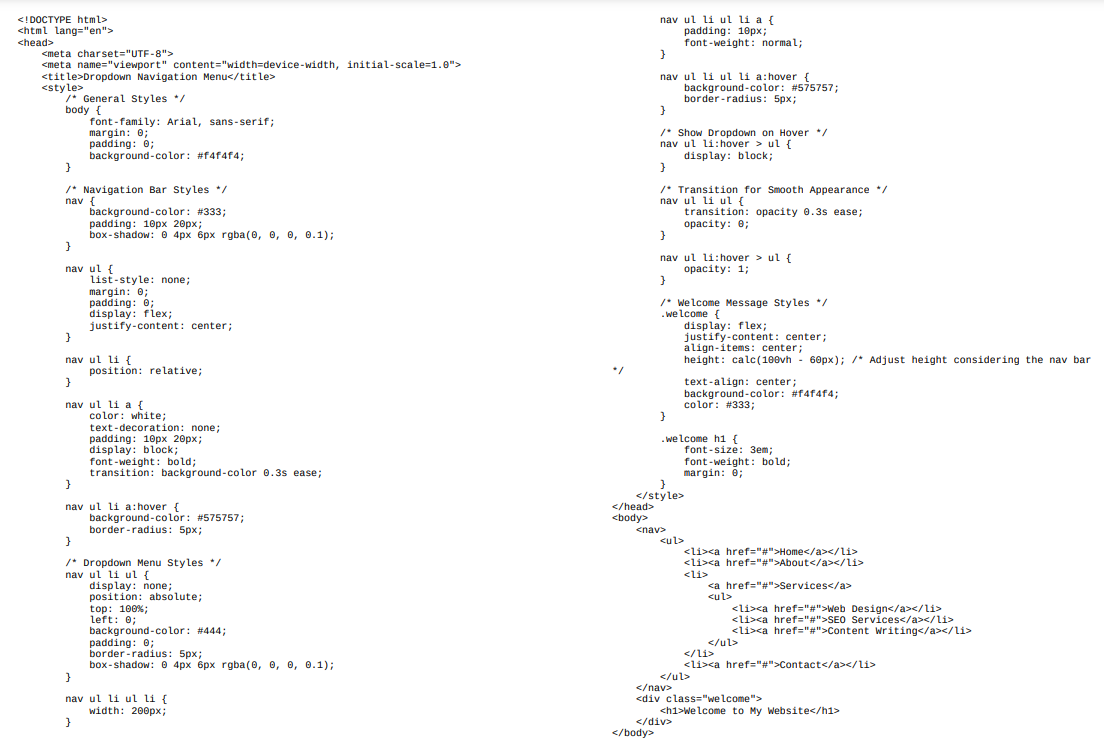 <!DOCTYPE html>
<html lang="en">
<head>
    <meta charset="UTF-8">
    <meta name="viewport" content="width=device-width, initial-scale=1.0">
    <title>Dropdown Navigation Menu</title>
    <style>
        /* General Styles */
        body {
            font-family: Arial, sans-serif;
            margin: 0;
            padding: 0;
            background-color: #f4f4f4;
        }

        /* Navigation Bar Styles */
        nav {
            background-color: #333;
            padding: 10px 20px;
            box-shadow: 0 4px 6px rgba(0, 0, 0, 0.1);
        }

        nav ul {
            list-style: none;
            margin: 0;
            padding: 0;
            display: flex;
            justify-content: center;
        }

        nav ul li {
            position: relative;
        }

        nav ul li a {
            color: white;
            text-decoration: none;
            padding: 10px 20px;
            display: block;
            font-weight: bold;
            transition: background-color 0.3s ease;
        }

        nav ul li a:hover {
            background-color: #575757;
            border-radius: 5px;
        }

        /* Dropdown Menu Styles */
        nav ul li ul {
            display: none;
            position: absolute;
            top: 100%;
            left: 0;
            background-color: #444;
            padding: 0;
            border-radius: 5px;
            box-shadow: 0 4px 6px rgba(0, 0, 0, 0.1);
        }

        nav ul li ul li {
            width: 200px;
        }

        nav ul li ul li a {
            padding: 10px;
            font-weight: normal;
        }

        nav ul li ul li a:hover {
            background-color: #575757;
            border-radius: 5px;
        }

        /* Show Dropdown on Hover */
        nav ul li:hover > ul {
            display: block;
        }

        /* Transition for Smooth Appearance */
        nav ul li ul {
            transition: opacity 0.3s ease;
            opacity: 0;
        }

        nav ul li:hover > ul {
            opacity: 1;
        }

        /* Welcome Message Styles */
        .welcome {
            display: flex;
            justify-content: center;
            align-items: center;
            height: calc(100vh - 60px); /* Adjust height considering the nav bar
*/
            text-align: center;
            background-color: #f4f4f4;
            color: #333;
        }

        .welcome h1 {
            font-size: 3em;
            font-weight: bold;
            margin: 0;
        }
    </style>
</head>
<body>
    <nav>
        <ul>
            <li><a href="#">Home</a></li>
            <li><a href="#">About</a></li>
            <li>
                <a href="#">Services</a>
                <ul>
                    <li><a href="#">Web Design</a></li>
                    <li><a href="#">SEO Services</a></li>
                    <li><a href="#">Content Writing</a></li>
                </ul>
            </li>
            <li><a href="#">Contact</a></li>
        </ul>
    </nav>
    <div class="welcome">
        <h1>Welcome to My Website</h1>
    </div>
</body>